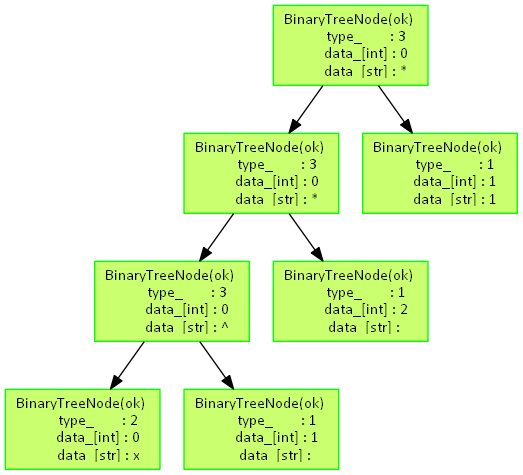 BinaryTreeNode(ok)
type_ : 3
data_[int] : 0
data_[str] : *
BinaryTreeNode(ok)
type_ : 3
data_[int] : 0
data_[str] : *
BinaryTreeNode(ok)
type_ : 1
data_[int] : 1
data_[str] : 1
BinaryTreeNode(ok)
type_ : 3
data_[int] : 0
data_[str] : ^
BinaryTreeNode(ok)
type_ : 1
data_[int] : 2
data_[str] :
BinaryTreeNode(ok)
type_ : 2
data_[int] : 0
data_[str] : x
BinaryTreeNode(ok)
type_ : 1
data_[int] : 1
data_[str] :